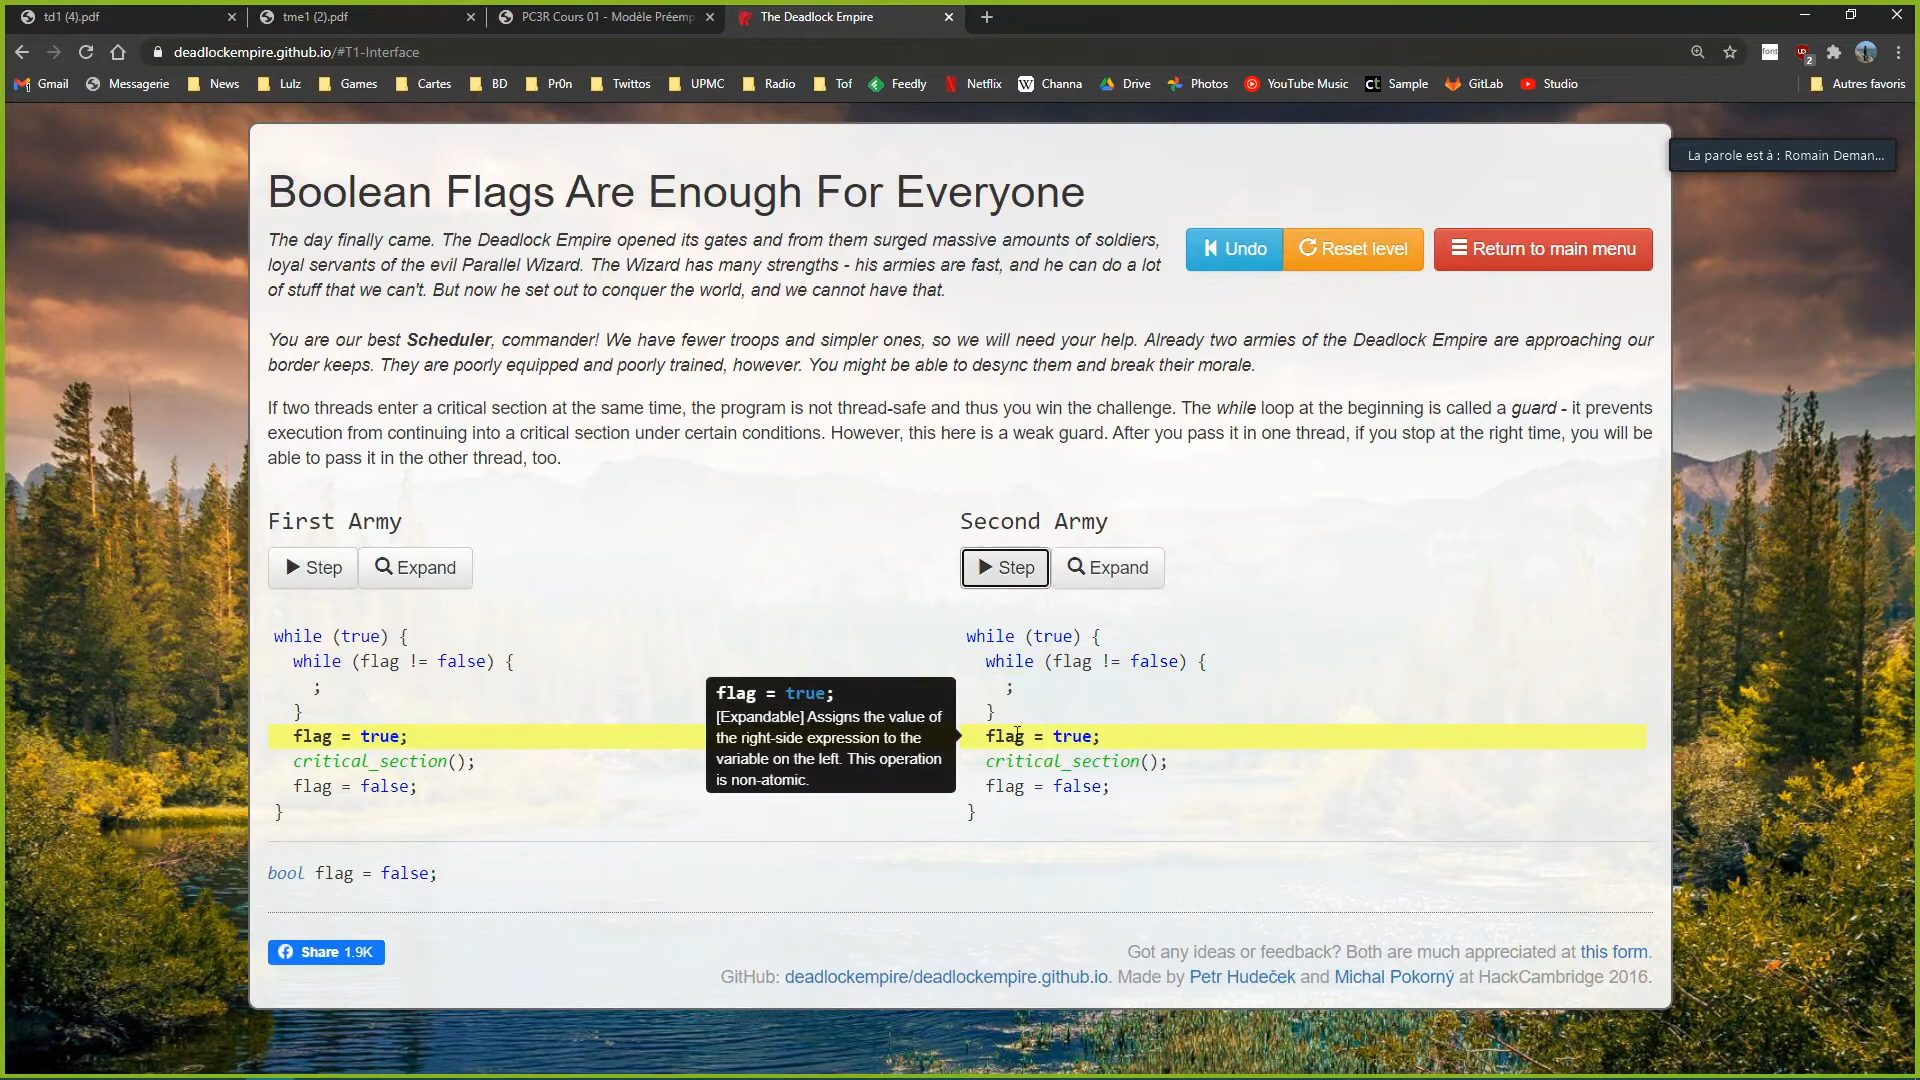 td1 (4).pdf
tme1 (2).pdf
PC3R Cours 01 - Modèle Préemp
The Deadlock Empire
deadlockempire.github.io/#T1-Interface
font
2
Gmail
Messagerie
News
Lulz
Games
Cartes
BD
Pr0n
Twittos
UPMC
Radio
Tof
Feedly
Netflix
Channa
Drive
Photos
YouTube Music
Sample
GitLab
Studio
Autres favoris
La parole est à : Romain Deman...
Boolean Flags Are Enough For Everyone
The day finally came. The Deadlock Empire opened its gates and from them surged massive amounts of soldiers,
loyal servants of the evil Parallel Wizard. The Wizard has many strengths - his armies are fast, and he can do a lot
of stuff that we can't. But now he set out to conquer the world, and we cannot have that.
Undo
Reset level
Return to main menu
You are our best Scheduler, commander! We have fewer troops and simpler ones, so we will need your help. Already two armies of the Deadlock Empire are approaching our
border keeps. They are poorly equipped and poorly trained, however. You might be able to desync them and break their morale.
If two threads enter a critical section at the same time, the program is not thread-safe and thus you win the challenge. The while loop at the beginning is called a guard - it prevents
execution from continuing into a critical section under certain conditions. However, this here is a weak guard. After you pass it in one thread, if you stop at the right time, you will be
able to pass it in the other thread, too.
First Army
Step
Expand
while (true) {
while (flag != false) {
;
}
flag = true;
critical_section();
flag = false;
}
flag = true;
[Expandable] Assigns the value of
the right-side expression to the
variable on the left. This operation
is non-atomic.
Second Army
Step
Expand
while (true) {
while (flag != false) {
;
}
flag = true;
critical_section();
flag = false;
}
bool flag = false;
Share 1.9K
Got any ideas or feedback? Both are much appreciated at this form.
GitHub: deadlockempire/deadlockempire.github.io. Made by Petr Hudeček and Michal Pokorný at HackCambridge 2016.